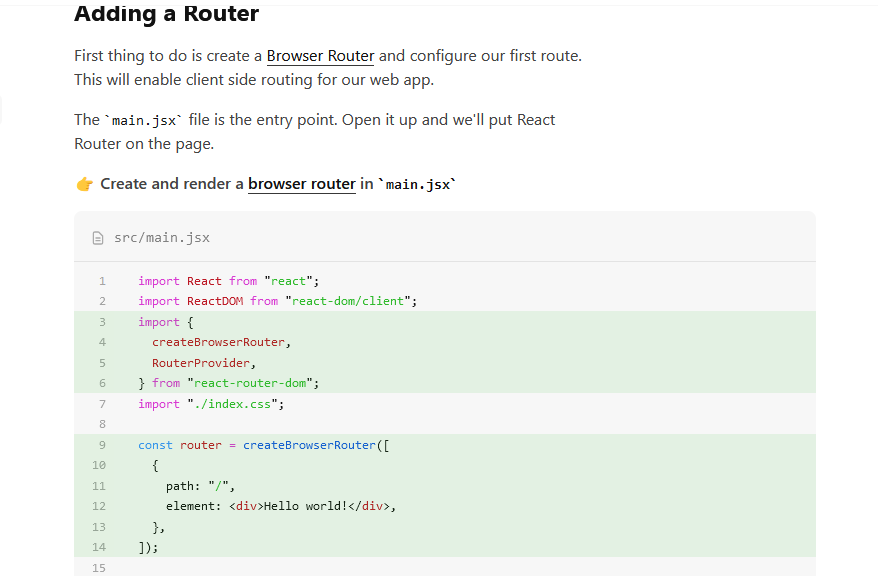 Adding a Router
First thing to do is create a Browser Router and configure our first route.
This will enable client side routing for our web app.
The `main.jsx` file is the entry point. Open it up and we'll put React
Router on the page.
👉 Create and render a browser router in `main.jsx`
src/main.jsx
1 import React from "react";
2 import ReactDOM from "react-dom/client";
3 import {
4   createBrowserRouter,
5   RouterProvider,
6 } from "react-router-dom";
7 import "./index.css";
8
9 const router = createBrowserRouter([
10   {
11     path: "/",
12     element: <div>Hello world!</div>,
13   },
14 ]);
15